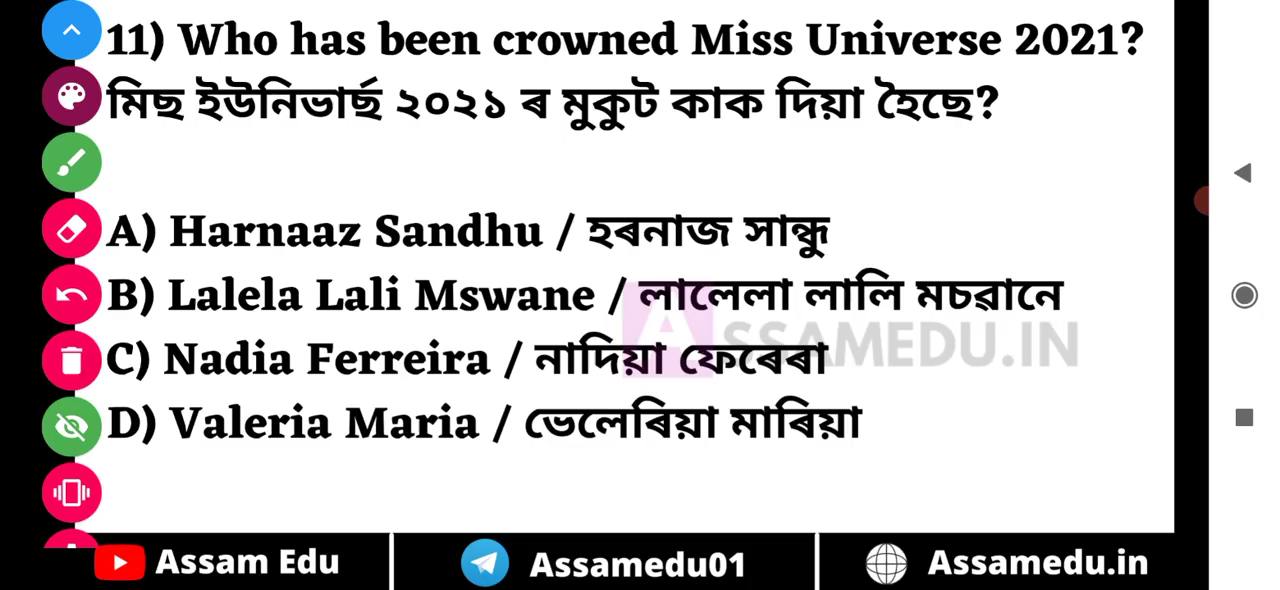 11) Who has been crowned Miss Universe 2021?
মিছ ইউনিভাৰ্ছ ২০২১ ৰ মুকুট কাক দিয়া হৈছে?
A) Harnaaz Sandhu / হৰনাজ সান্ধু
B) Lalela Lali Mswane / লালেলা লালি মচৱানে
C) Nadia Ferreira / নাদিয়া ফেৰেৰা
ASSAMEDU.IN
D) Valeria Maria / ভেলেৰিয়া মাৰিয়া
Assam Edu
Assamedu01
Assamedu.in